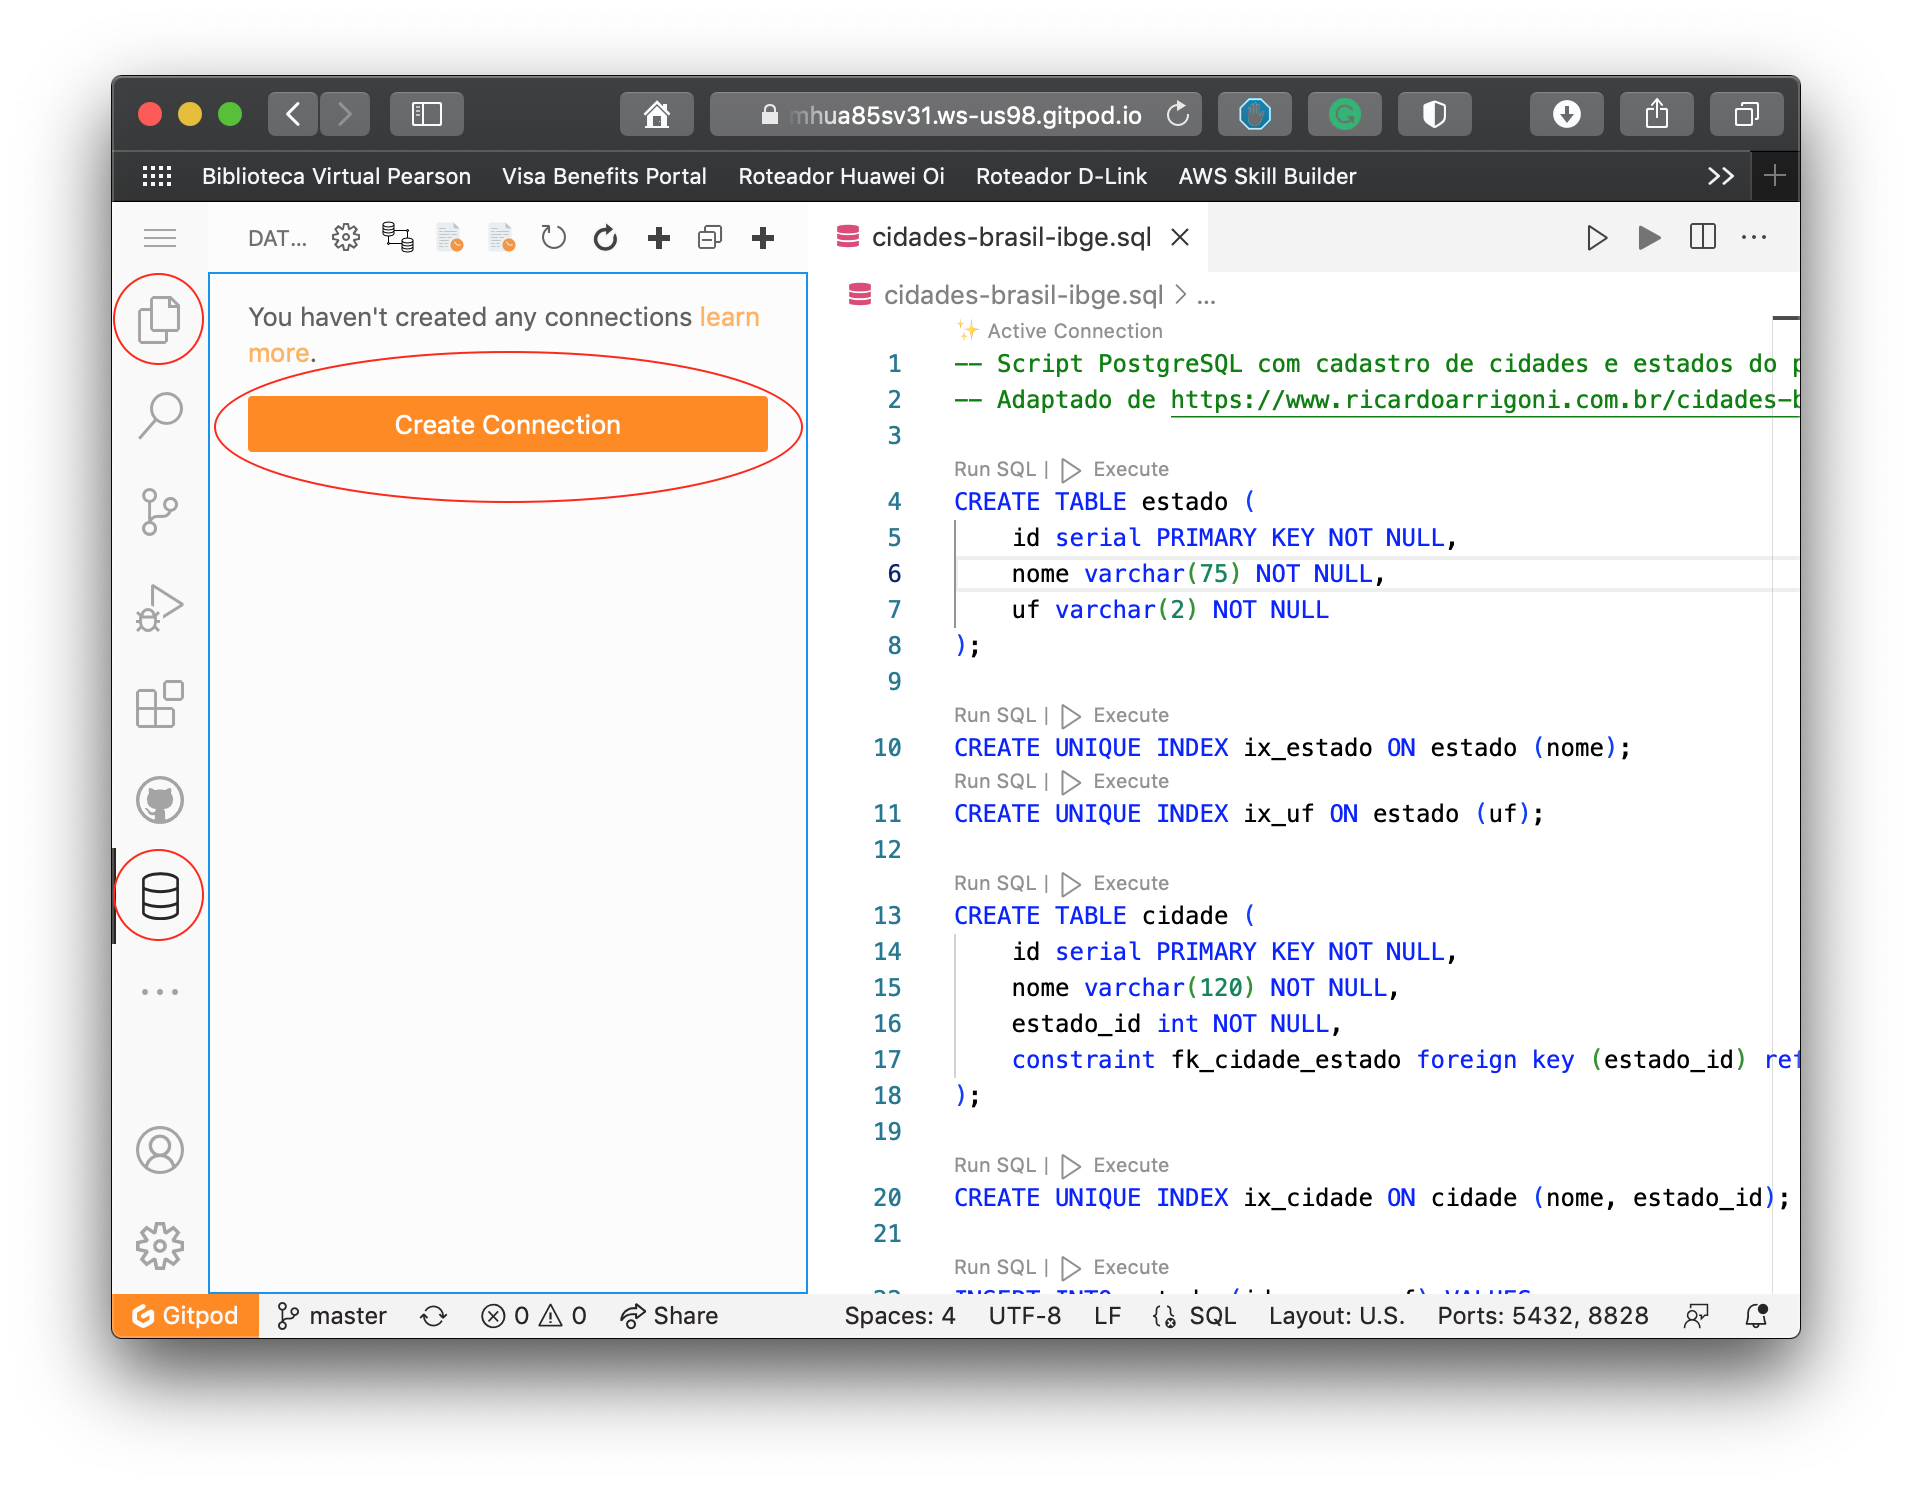 mhua85sv31.ws-us98.gitpod.io
Biblioteca Virtual Pearson Visa Benefits Portal Roteador Huawei Oi Roteador D-Link AWS Skill Builder
DAT...
You haven't created any connections learn
more.
Create Connection
cidades-brasil-ibge.sql
cidades-brasil-ibge.sql > ...
Active Connection
1 -- Script PostgreSQL com cadastro de cidades e estados do
2 -- Adaptado de https://www.ricardoarrigoni.com.br/cidades-
3
Run SQL | Execute
4 CREATE TABLE estado (
5 id serial PRIMARY KEY NOT NULL,
6 nome varchar(75) NOT NULL,
7 uf varchar(2) NOT NULL
8 );
9
Run SQL | Execute
10 CREATE UNIQUE INDEX ix_estado ON estado (nome);
Run SQL | Execute
11 CREATE UNIQUE INDEX ix_uf ON estado (uf);
12
Run SQL | Execute
13 CREATE TABLE cidade (
14 id serial PRIMARY KEY NOT NULL,
15 nome varchar(120) NOT NULL,
16 estado_id int NOT NULL,
17 constraint fk_cidade_estado foreign key (estado_id) ref
18 );
19
Run SQL | Execute
20 CREATE UNIQUE INDEX ix_cidade ON cidade (nome, estado_id);
21
Run SQL | Execute
Gitpod master 0 0 Share Spaces: 4 UTF-8 LF SQL Layout: U.S. Ports: 5432, 8828